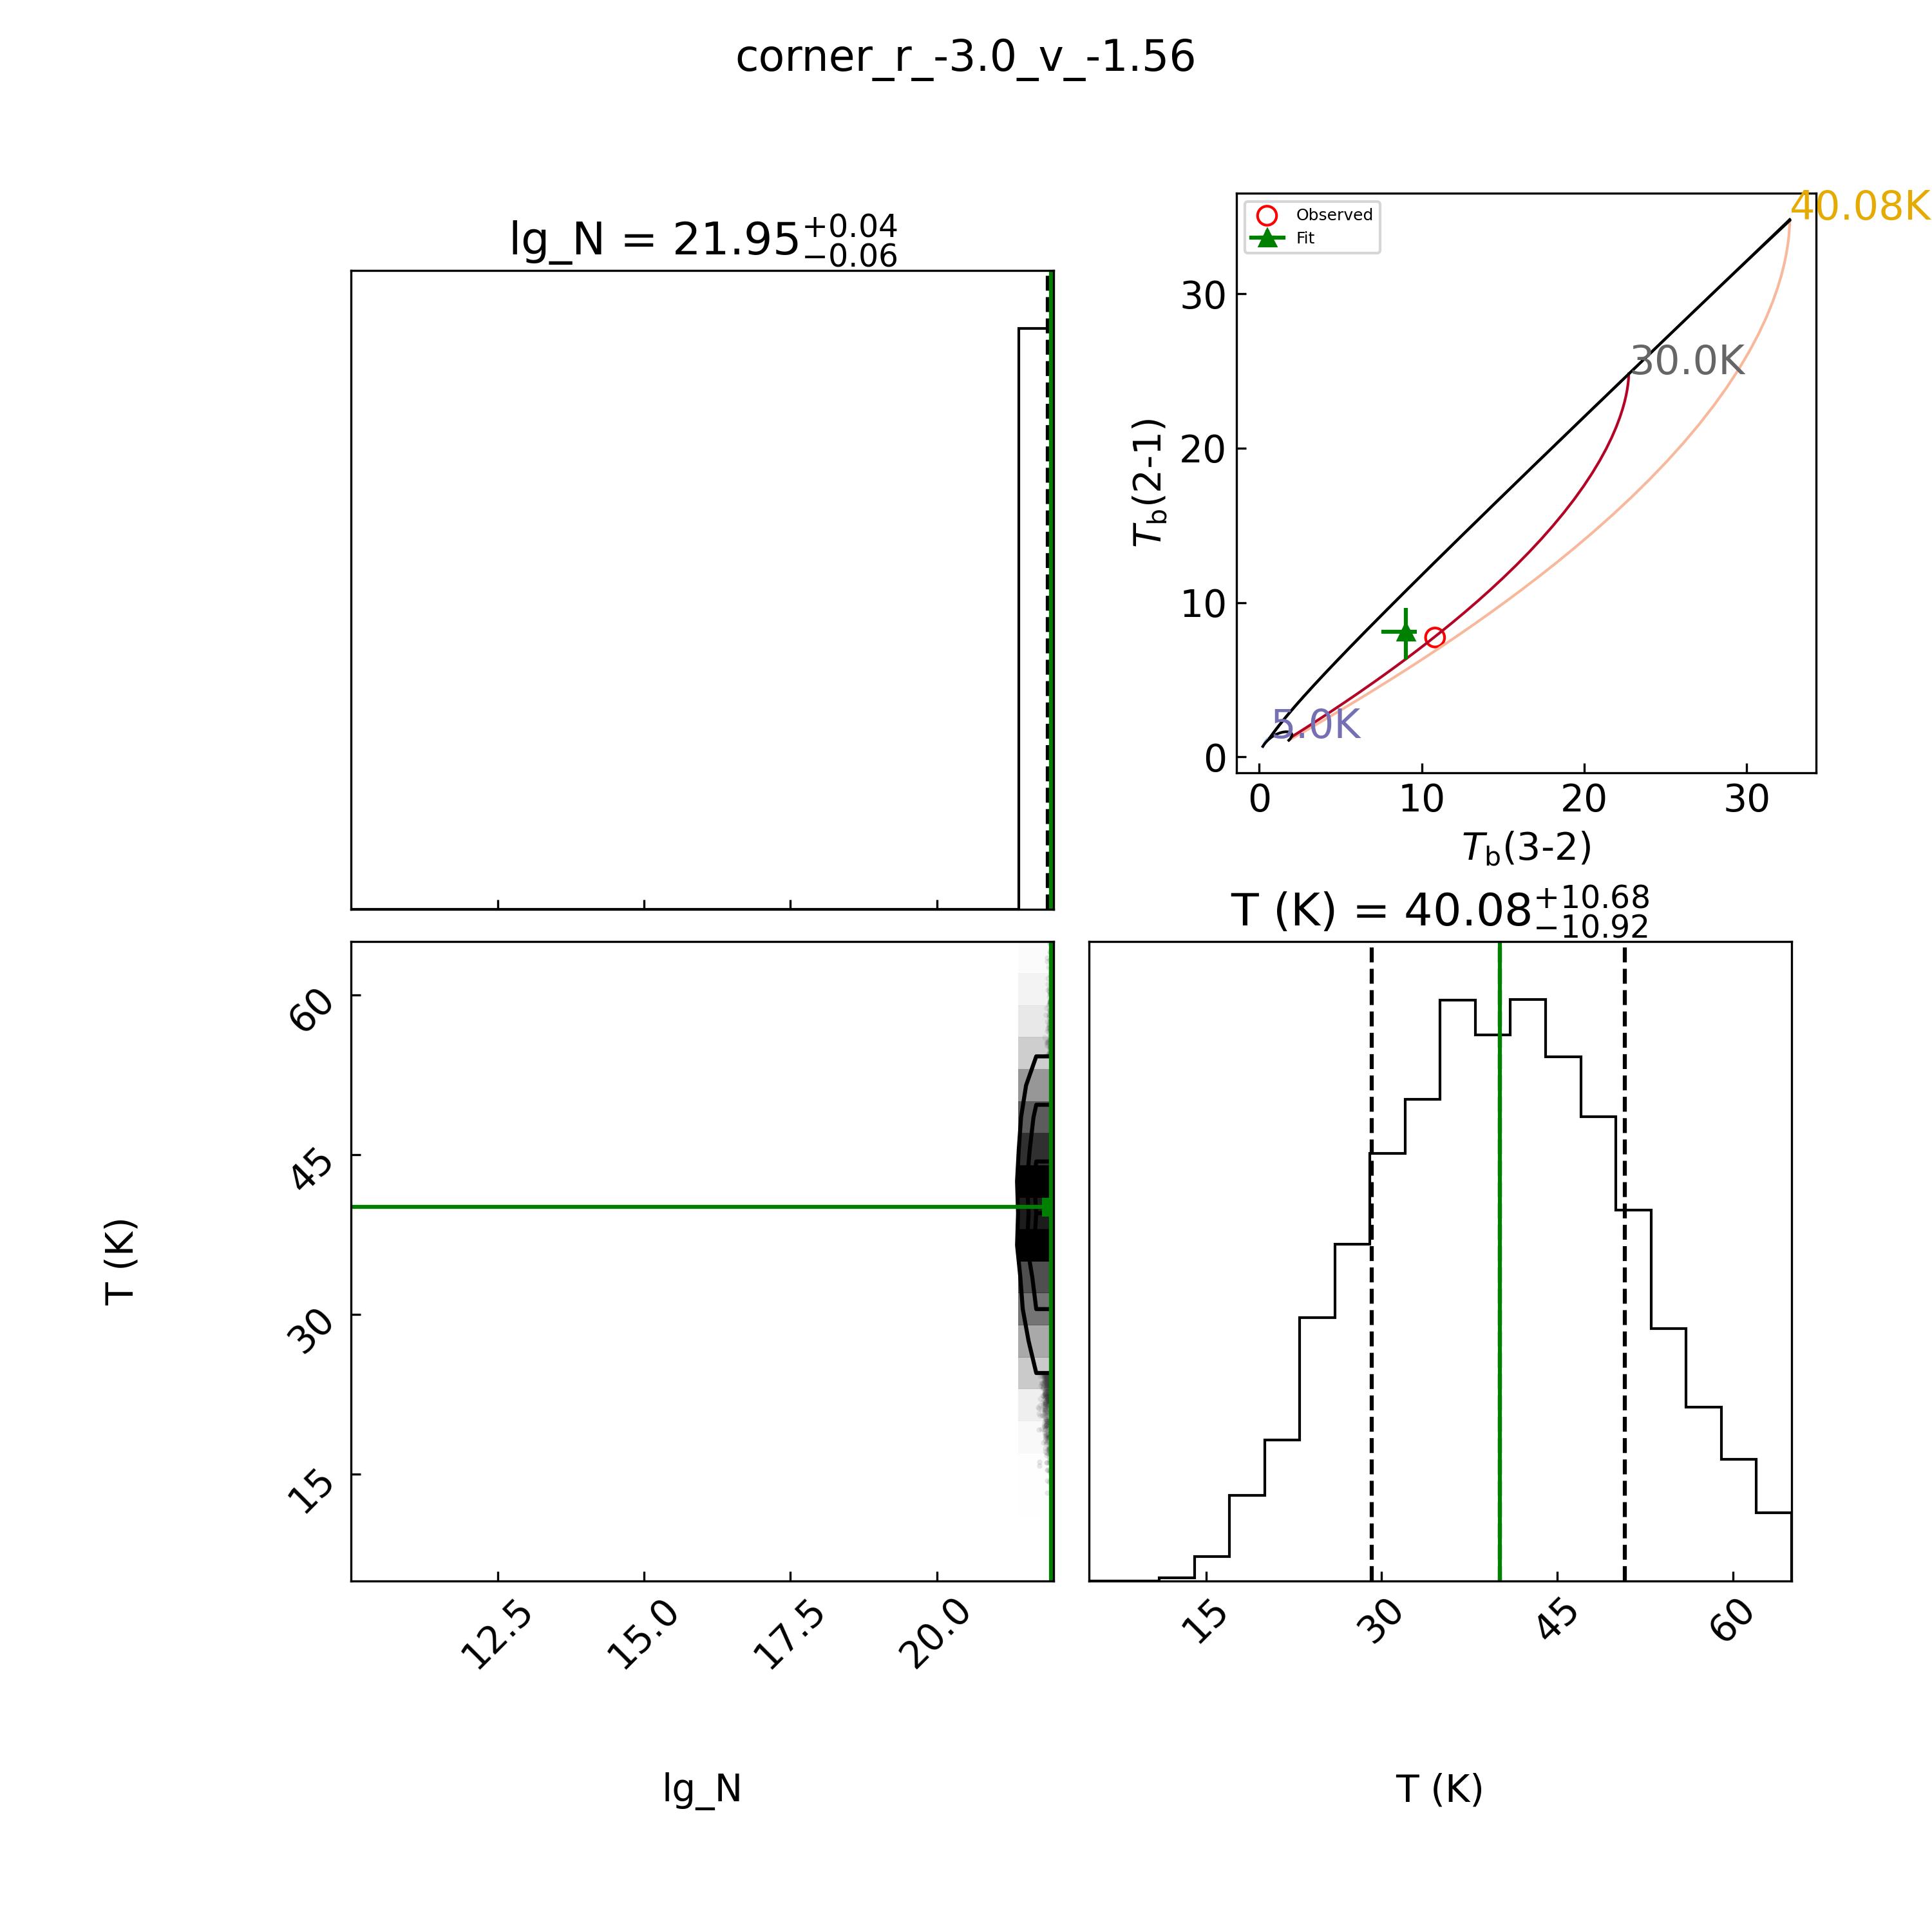 corner_r_-3.0_v_-1.56
lg_N = 21.95+0.04−0.06
Observed
Fit
40.08K
30.0K
5.0K
30
20
10
0
Tb(2-1)
0 10 20 30
Tb(3-2)
T (K) = 40.08+10.68−10.92
60
45
30
15
T (K)
12.5 15.0 17.5 20.0
lg_N
15 30 45 60
T (K)